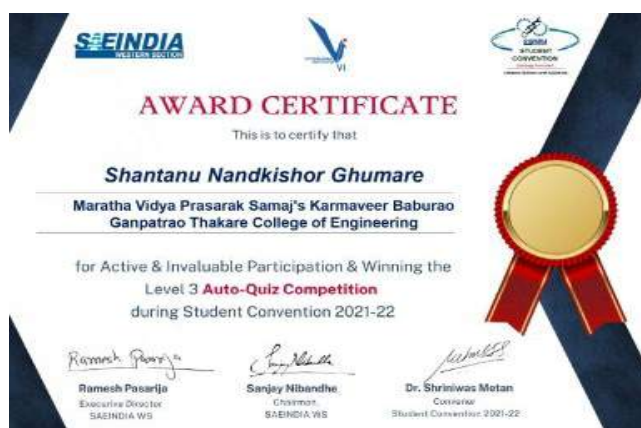 SAEINDIA
WESTERN SECTION
VI
STUDENT
CONVENTION
AWARD CERTIFICATE
This is to certify that
Shantanu Nandkishor Ghumare
Maratha Vidya Prasarak Samaj's Karmaveer Baburao
Ganpatrao Thakare College of Engineering
for Active & Invaluable Participation & Winning the
Level 3 Auto-Quiz Competition
during Student Convention 2021-22
Ramesh Pasarija
Ramesh Pasarija
Executive Director
SAEINDIA WS
Sanjay Nibandhe
Chairman,
SAEINDIA WS
Dr. Shriniwas Metan
Convenor
Student Convention 2021-22